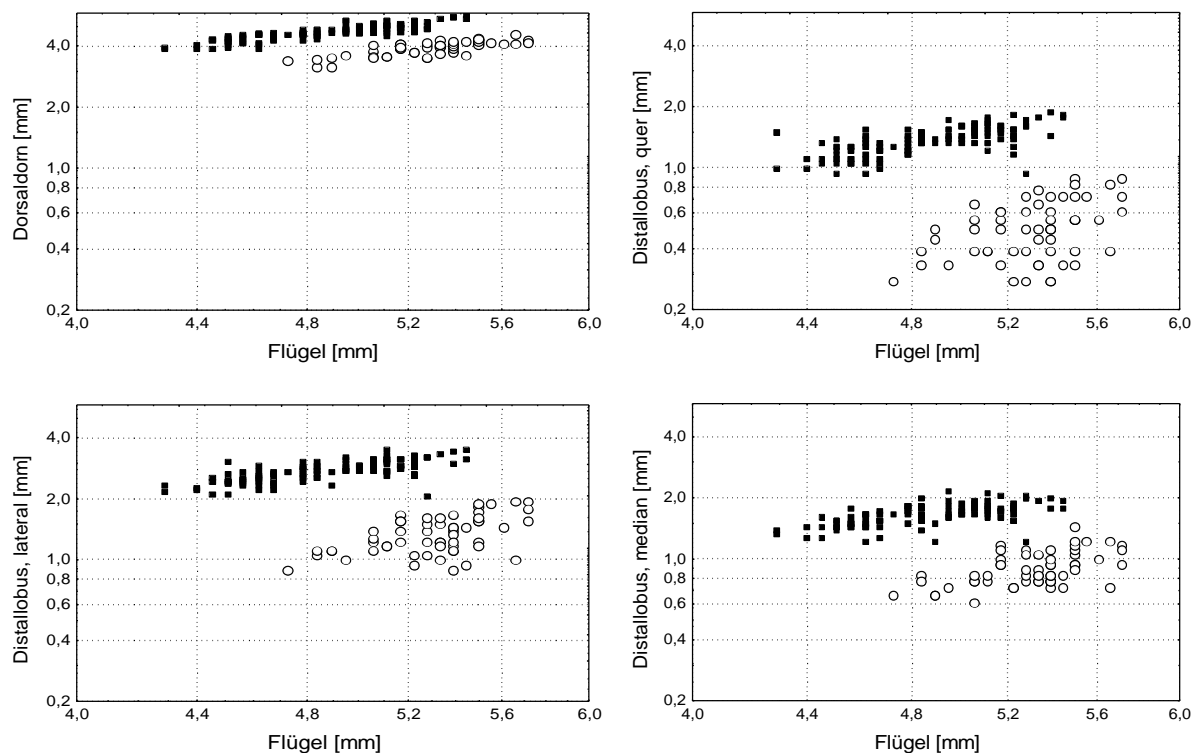 Dorsaldorn [mm]
4,0
2,0
1,0
0,8
0,6
0,4
0,2
4,0 4,4 4,8 5,2 5,6 6,0
Flügel [mm]
Distallobus, quer [mm]
4,0
2,0
1,0
0,8
0,6
0,4
0,2
4,0 4,4 4,8 5,2 5,6 6,0
Flügel [mm]
Distallobus, lateral [mm]
4,0
2,0
1,0
0,8
0,6
0,4
0,2
4,0 4,4 4,8 5,2 5,6 6,0
Flügel [mm]
Distallobus, median [mm]
4,0
2,0
1,0
0,8
0,6
0,4
0,2
4,0 4,4 4,8 5,2 5,6 6,0
Flügel [mm]